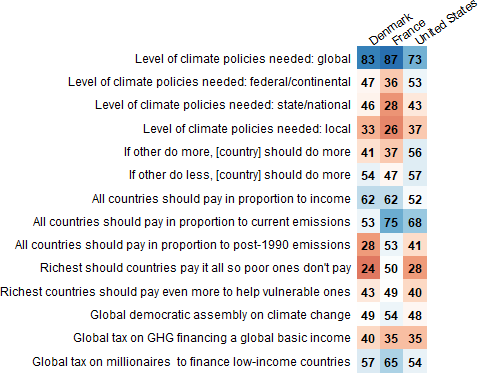 Denmark France United States
Level of climate policies needed: global 83 87 73
Level of climate policies needed: federal/continental 47 36 53
Level of climate policies needed: state/national 46 28 43
Level of climate policies needed: local 33 26 37
If other do more, [country] should do more 41 37 56
If other do less, [country] should do more 54 47 57
All countries should pay in proportion to income 62 62 52
All countries should pay in proportion to current emissions 53 75 68
All countries should pay in proportion to post-1990 emissions 28 53 41
Richest should countries pay it all so poor ones don't pay 24 50 28
Richest countries should pay even more to help vulnerable ones 43 49 40
Global democratic assembly on climate change 49 54 48
Global tax on GHG financing a global basic income 40 35 35
Global tax on millionaires to finance low-income countries 57 65 54